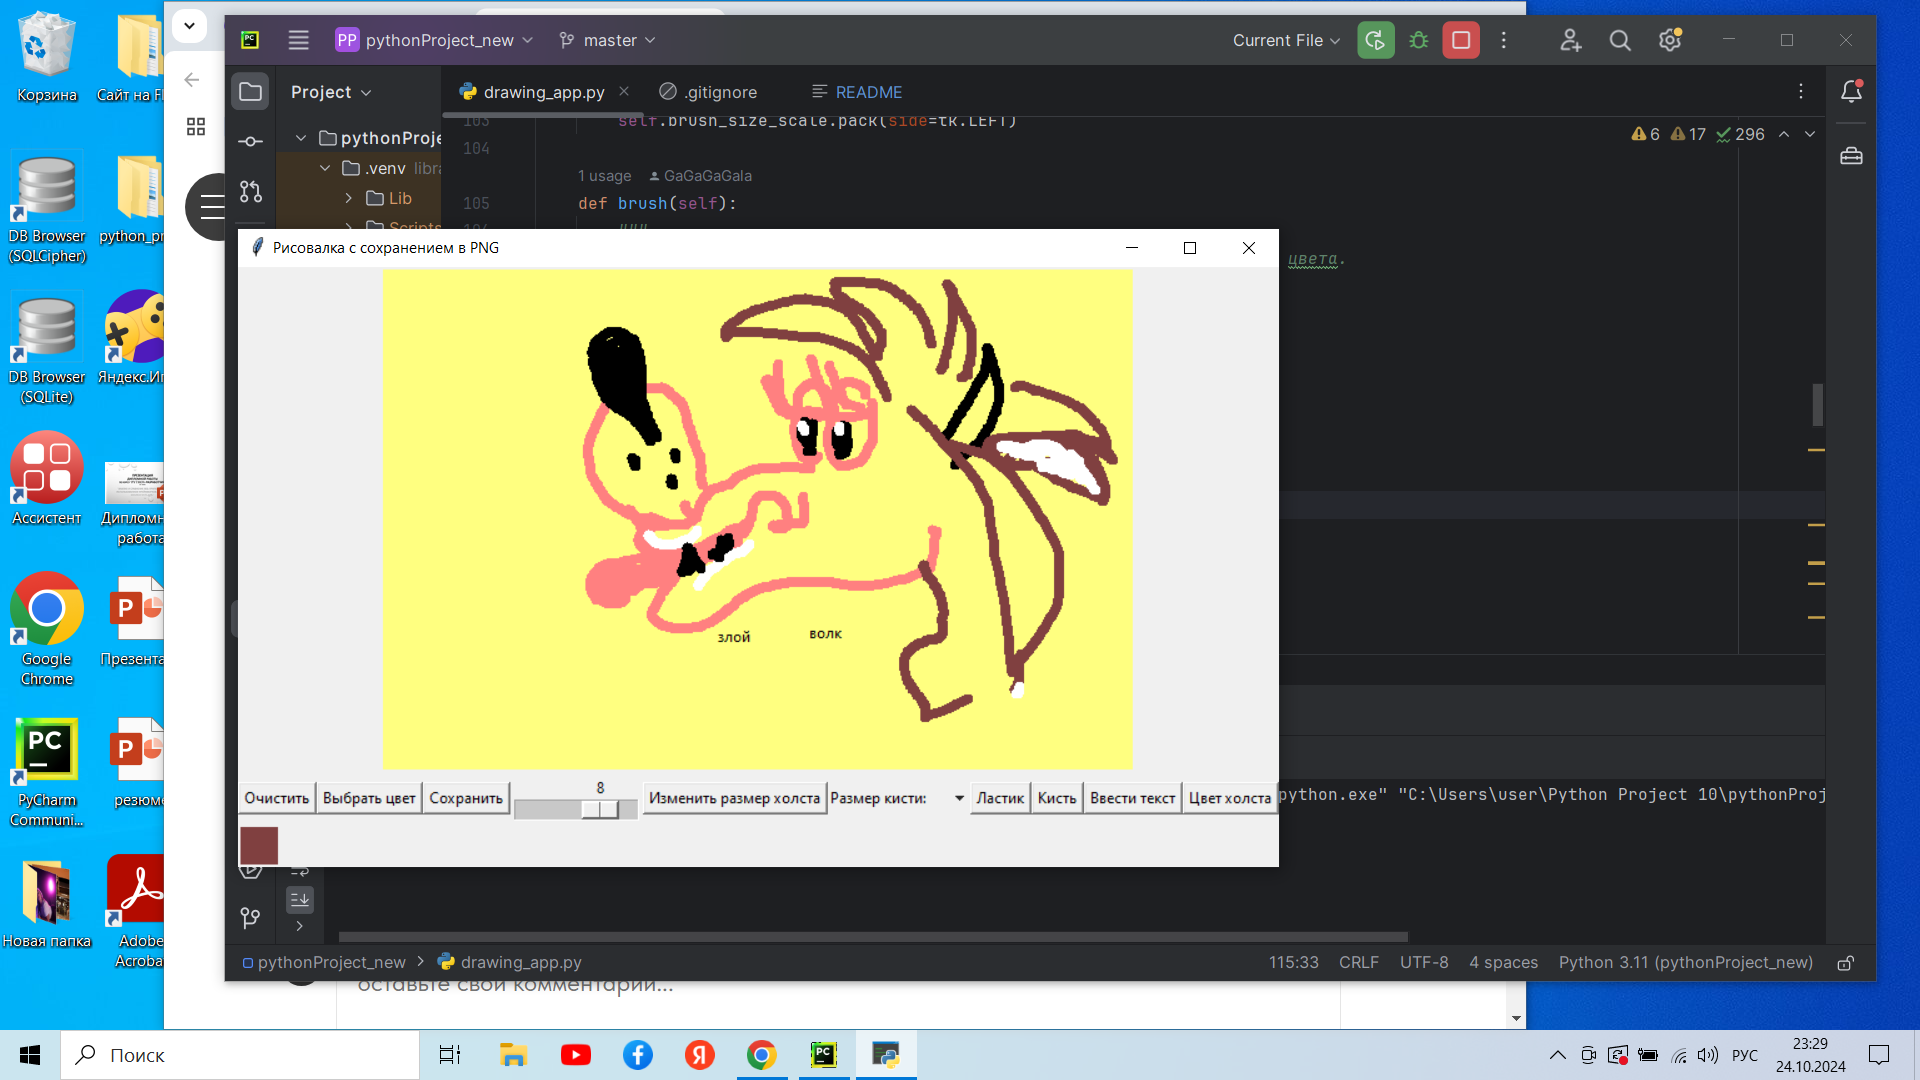 Корзина
Сайт на Fl
DB Browser
(SQLCipher)
python_pr
DB Browser
(SQLite)
Яндекс.Иг
Ассистент
Дипломн
работа
Google
Chrome
Презента
PyCharm
Communi...
резюме
Новая папка
Adobe
Acroba
PC
PP pythonProject_new
master
Current File
Project
drawing_app.py
.gitignore
README
pythonProje
.venv libra
Lib
Scripts
103 self.brush_size_scale.pack(side=tk.LEFT)
104
1 usage GaGaGaGala
105 def brush(self):
"""
цвета.
6 17 296
Рисовалка с сохранением в PNG
злой волк
8
Очистить Выбрать цвет Сохранить Изменить размер холста Размер кисти: Ластик Кисть Ввести текст Цвет холста
python.exe" "C:\Users\user\Python Project 10\pythonProj
pythonProject_new > drawing_app.py
115:33 CRLF UTF-8 4 spaces Python 3.11 (pythonProject_new)
оставьте свой комментарий...
Поиск
РУС
23:29
24.10.2024